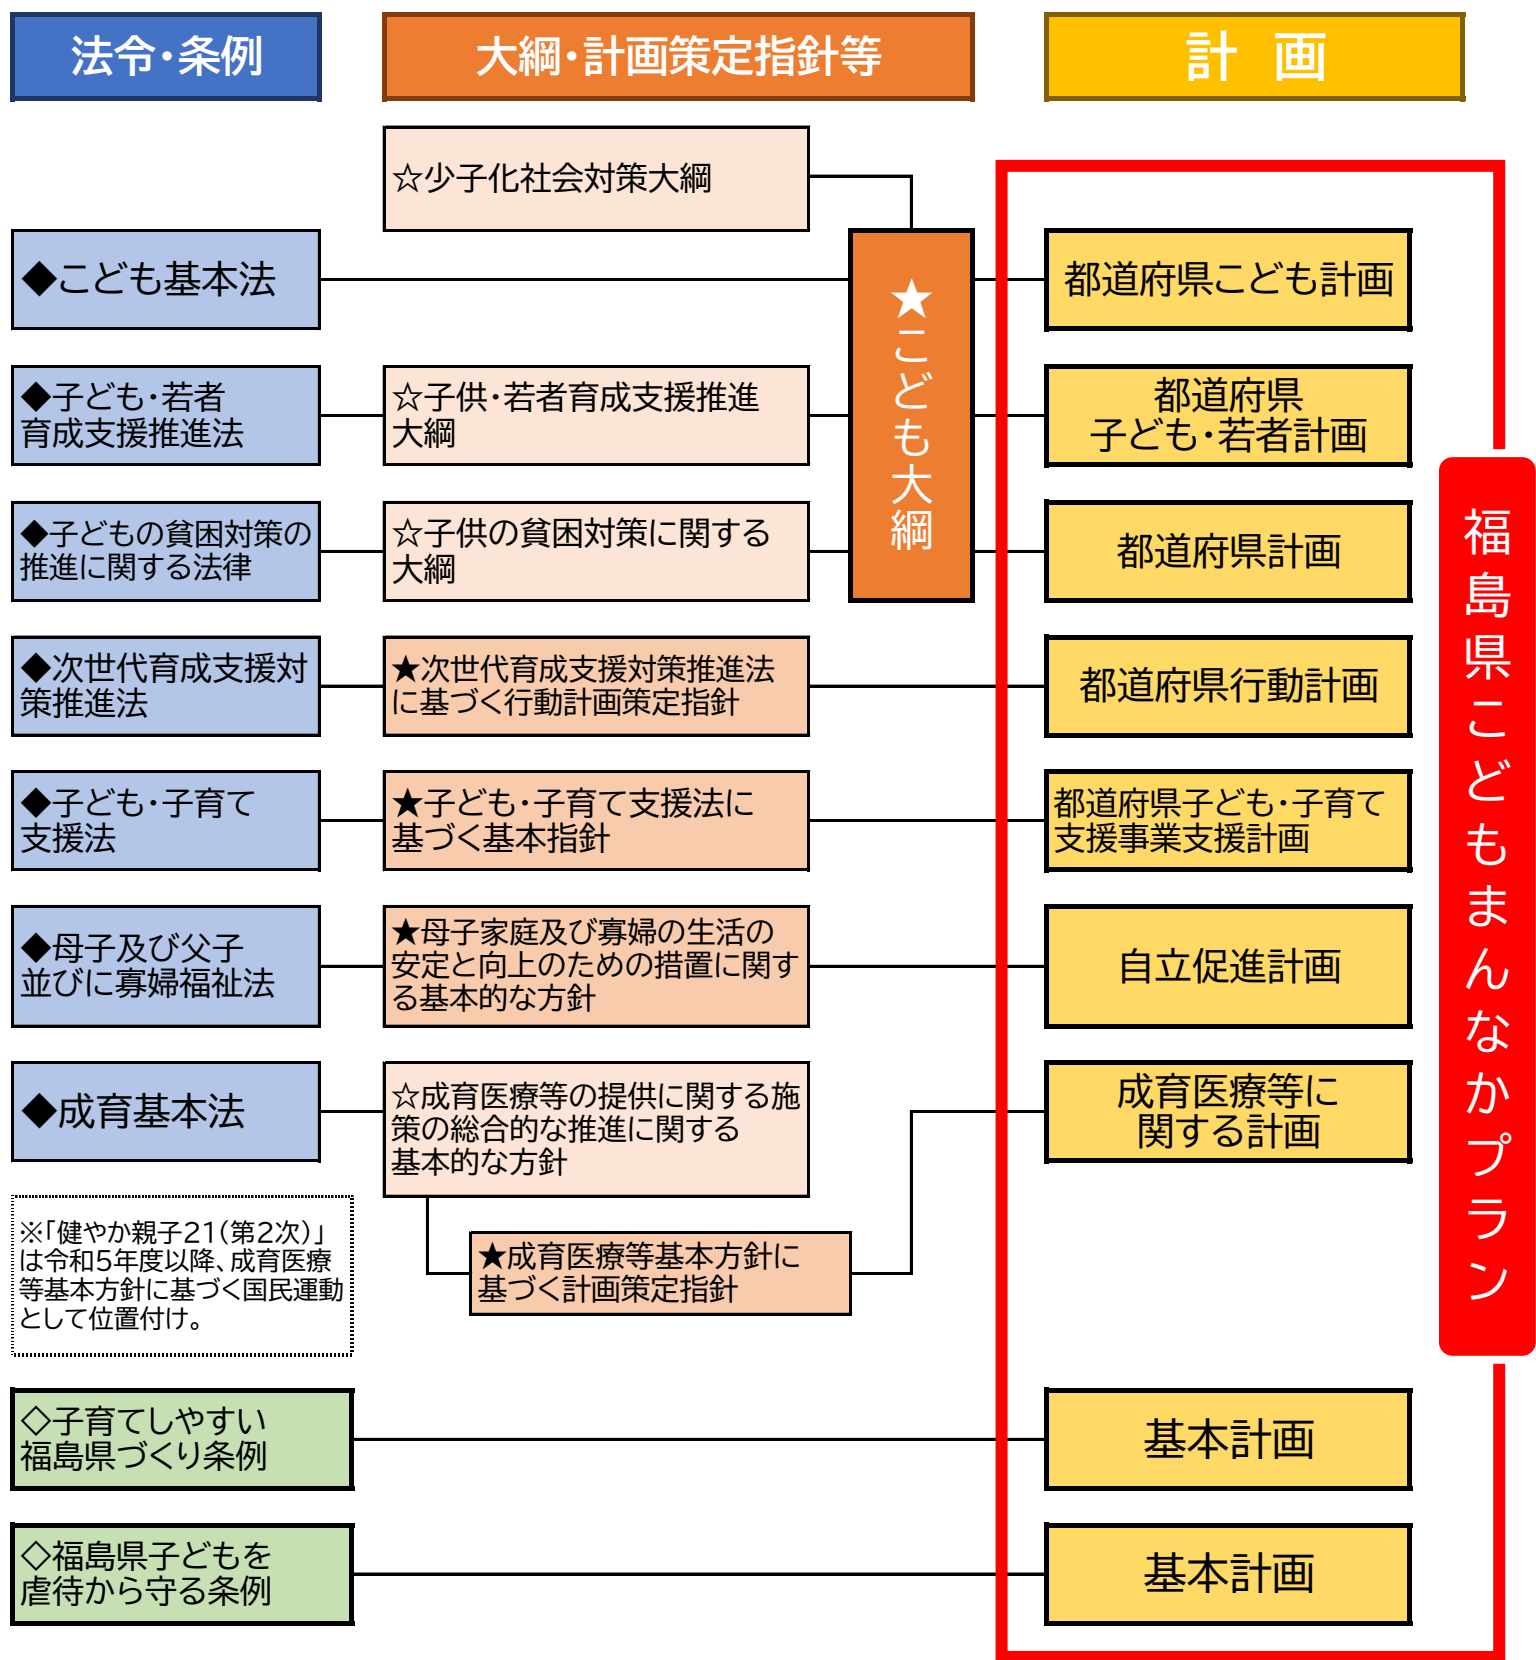 法令・条例
大綱・計画策定指針等
計　画
☆少子化社会対策大綱
◆こども基本法
★こども大綱
都道府県こども計画
◆子ども・若者
育成支援推進法
☆子供・若者育成支援推進
大綱
都道府県
子ども・若者計画
◆子どもの貧困対策の
推進に関する法律
☆子供の貧困対策に関する
大綱
都道府県計画
◆次世代育成支援対
策推進法
★次世代育成支援対策推進法
に基づく行動計画策定指針
都道府県行動計画
◆子ども・子育て
支援法
★子ども・子育て支援法に
基づく基本指針
都道府県子ども・子育て
支援事業支援計画
◆母子及び父子
並びに寡婦福祉法
★母子家庭及び寡婦の生活の
安定と向上のための措置に関す
る基本的な方針
自立促進計画
◆成育基本法
☆成育医療等の提供に関する施
策の総合的な推進に関する
基本的な方針
成育医療等に
関する計画
※「健やか親子21（第2次）」
は令和5年度以降、成育医療
等基本方針に基づく国民運動
として位置付け。
★成育医療等基本方針に
基づく計画策定指針
◇子育てしやすい
福島県づくり条例
基本計画
◇福島県子どもを
虐待から守る条例
基本計画
福島県こどもまんなかプラン